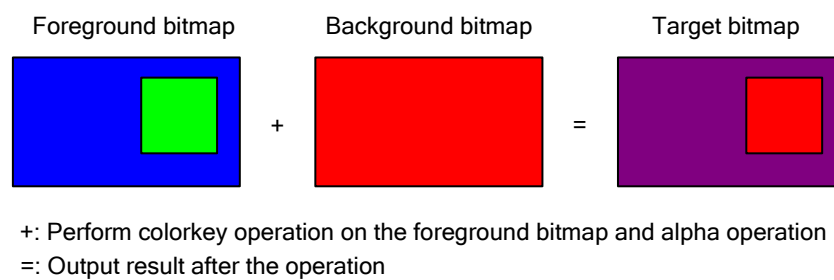 Foreground bitmap Background bitmap Target bitmap
+ =
+: Perform colorkey operation on the foreground bitmap and alpha operation
=: Output result after the operation